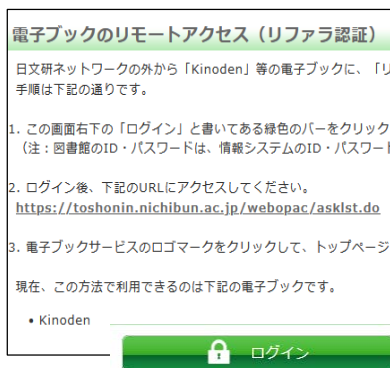 電子ブックのリモートアクセス（リファラ認証）
日文研ネットワークの外から「Kinoden」等の電子ブックに、「リ
手順は下記の通りです。
1. この画面右下の「ログイン」と書いてある緑色のバーをクリック
（注：図書館のID・パスワードは、情報システムのID・パスワート
2. ログイン後、下記のURLにアクセスしてください。
https://toshonin.nichibun.ac.jp/webopac/asklst.do
3. 電子ブックサービスのロゴマークをクリックして、トップページ
現在、この方法で利用できるのは下記の電子ブックです。
• Kinoden
ログイン